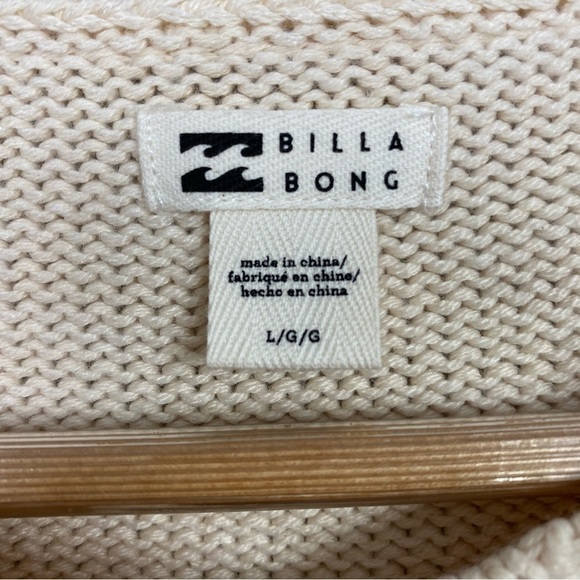 BILLA
BONG
made in china/
fabriqué en chine/
hecho en china
L/G/G